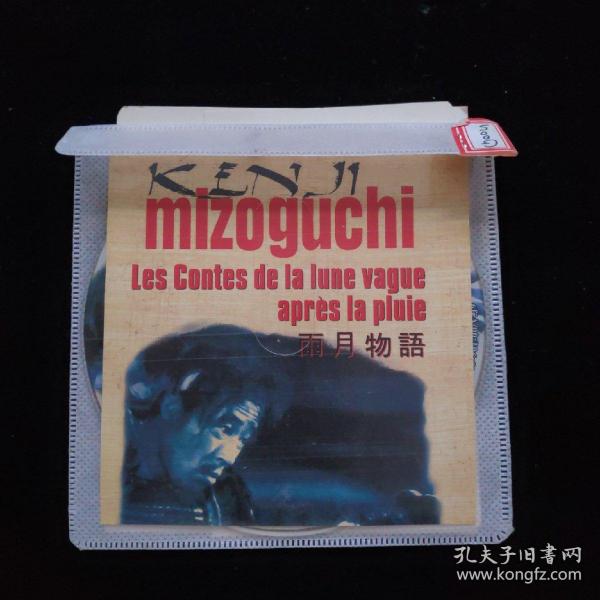 KENJI
mizoguchi
Les Contes de la lune vague
après la pluie
雨月物語
孔夫子旧書网
www.kongfz.com